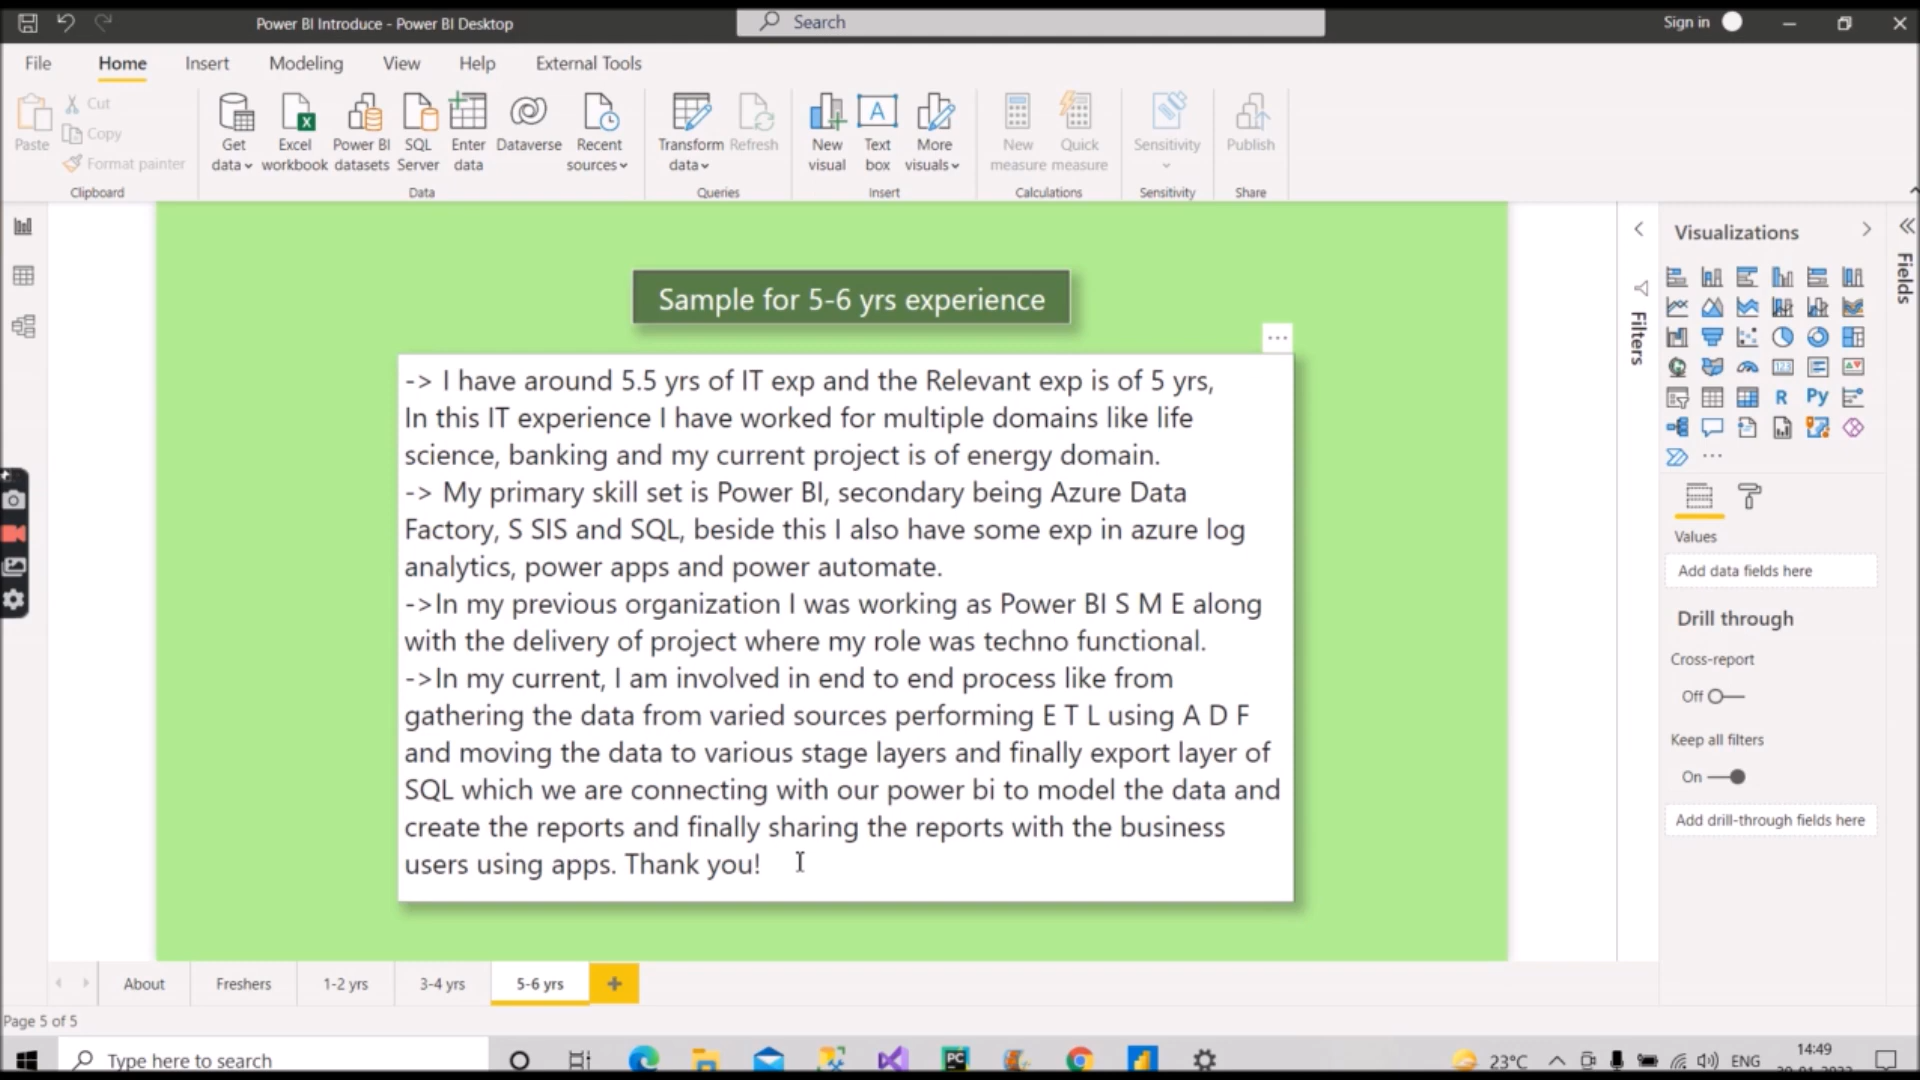 Power BI Introduce - Power BI Desktop
Search
Sign in
File
Home
Insert
Modeling
View
Help
External Tools
Paste
Cut
Copy
Format painter
Clipboard
Get data
Excel workbook
Power BI datasets
SQL Server
Enter data
Dataverse
Recent sources
Data
Transform data
Refresh
Queries
New visual
Text box
More visuals
Insert
New measure
Quick measure
Calculations
Sensitivity
Sensitivity
Publish
Share
Sample for 5-6 yrs experience
-> I have around 5.5 yrs of IT exp and the Relevant exp is of 5 yrs,
In this IT experience I have worked for multiple domains like life
science, banking and my current project is of energy domain.
-> My primary skill set is Power BI, secondary being Azure Data
Factory, S SIS and SQL, beside this I also have some exp in azure log
analytics, power apps and power automate.
->In my previous organization I was working as Power BI S M E along
with the delivery of project where my role was techno functional.
->In my current, I am involved in end to end process like from
gathering the data from varied sources performing E T L using A D F
and moving the data to various stage layers and finally export layer of
SQL which we are connecting with our power bi to model the data and
create the reports and finally sharing the reports with the business
users using apps. Thank you!
Filters
Visualizations
R
Py
123
Values
Add data fields here
Drill through
Cross-report
Off
Keep all filters
On
Add drill-through fields here
Fields
About
Freshers
1-2 yrs
3-4 yrs
5-6 yrs
Page 5 of 5
Type here to search
PC
23°C
ENG
14:49